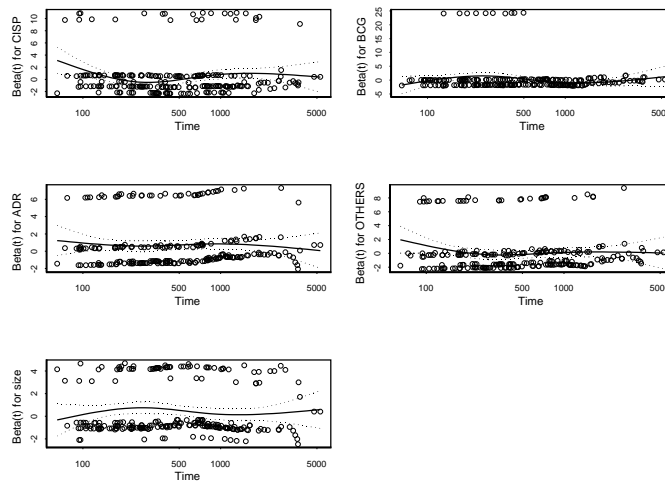 Beta(t) for CISP
-2 0 2 4 6 8 10
100 500 1000 5000
Time
Beta(t) for BCG
-5 0 5 10 15 20 25
100 500 1000 5000
Time
Beta(t) for ADR
-2 0 2 4 6
100 500 1000 5000
Time
Beta(t) for OTHERS
-2 0 2 4 6 8
100 500 1000 5000
Time
Beta(t) for size
-2 0 2 4
100 500 1000 5000
Time